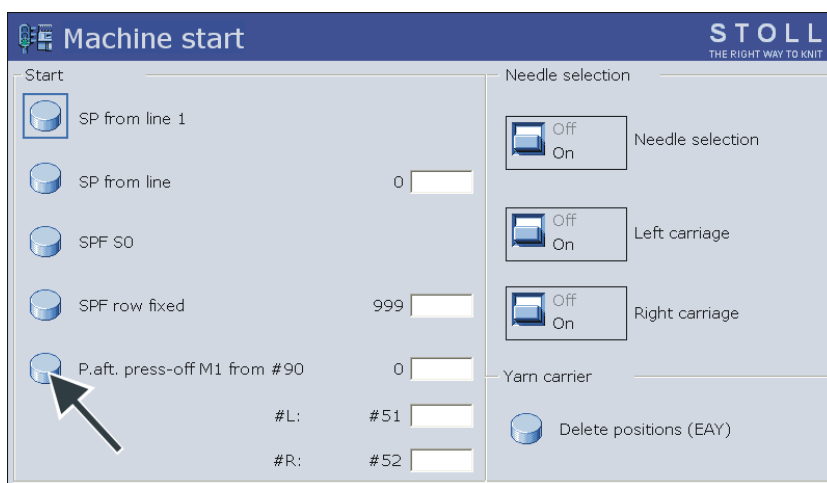 Machine start
STOLL
THE RIGHT WAY TO KNIT
Start
SP from line 1
SP from line 0
SPF S0
SPF row fixed 999
P.aft. press-off M1 from #90 0
#L: #51
#R: #52
Needle selection
Off
On
Needle selection
Off
On
Left carriage
Off
On
Right carriage
Yarn carrier
Delete positions (EAY)